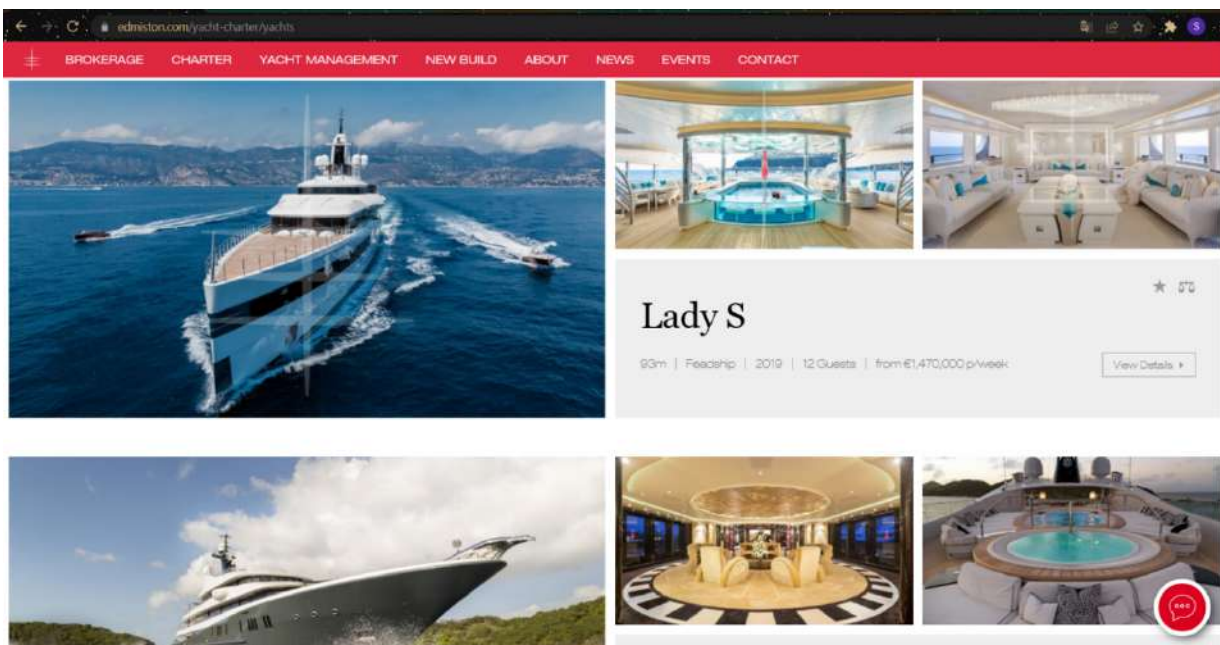 edmiston.com/yacht-charter/yachts
S
BROKERAGE CHARTER YACHT MANAGEMENT NEW BUILD ABOUT NEWS EVENTS CONTACT
Lady S
93m | Feadship | 2019 | 12 Guests | from €1,470,000 p/week
View Details